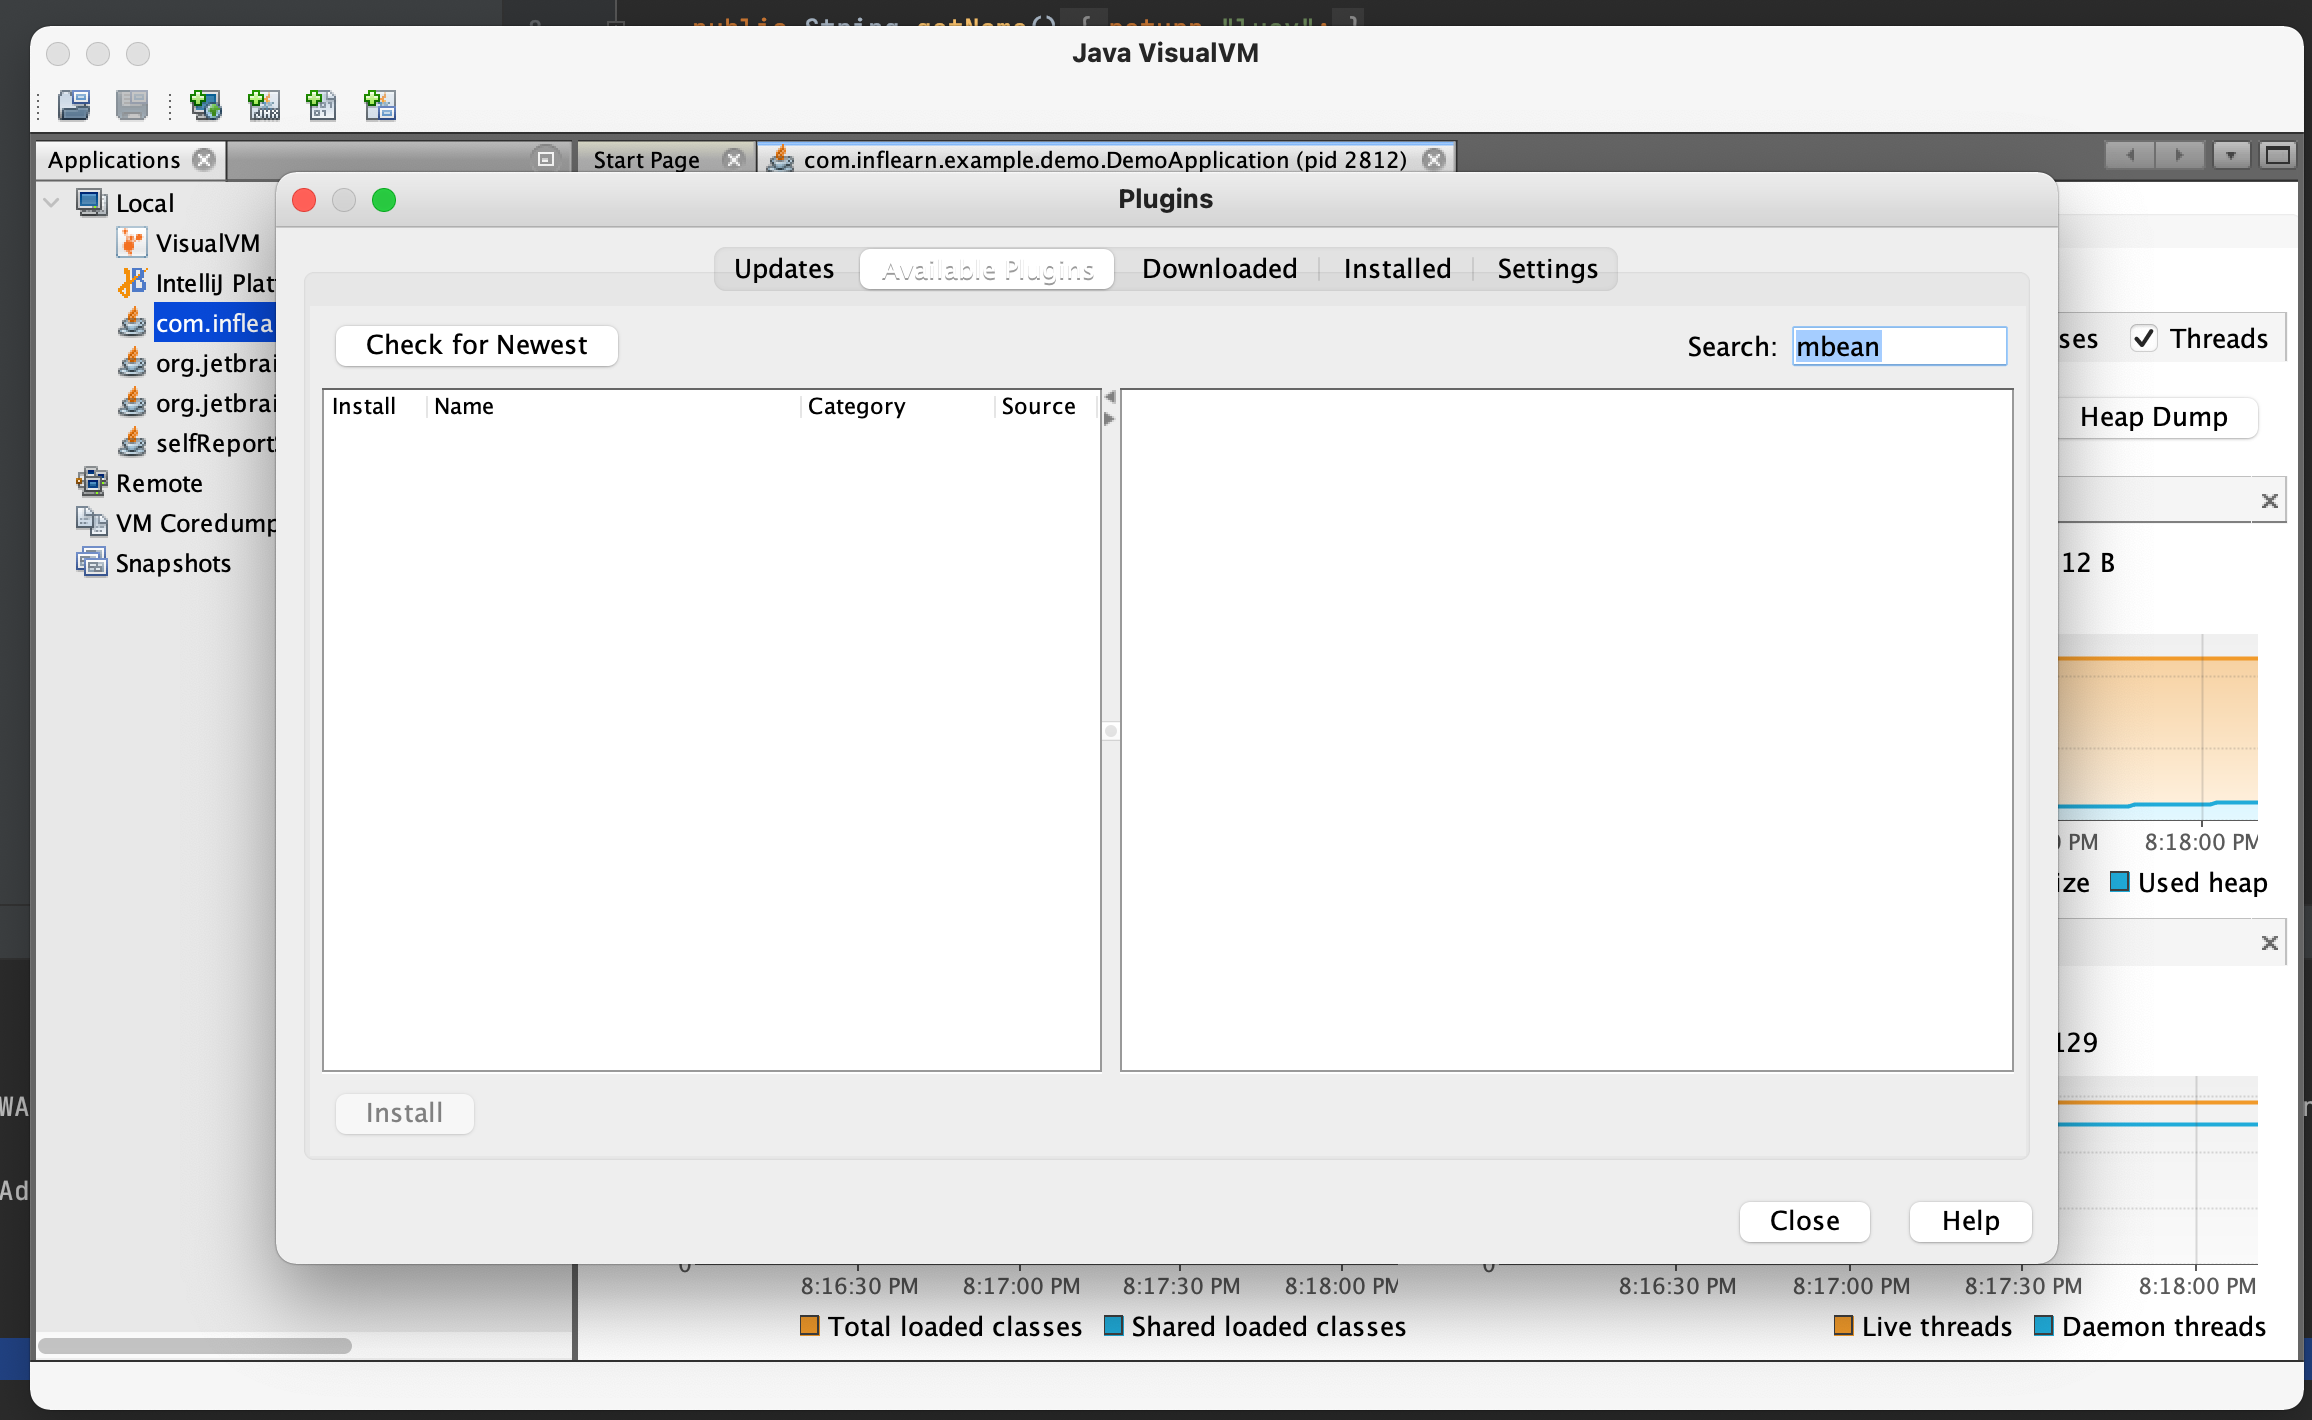 public String getName() { return "lucy"; }
Java VisualVM
Applications
Start Page
com.inflearn.example.demo.DemoApplication (pid 2812)
Local
VisualVM
IntelliJ Plat
com.inflea
org.jetbrai
org.jetbrai
selfReport
Remote
VM Coredump
Snapshots
Plugins
Updates
Available Plugins
Downloaded
Installed
Settings
Check for Newest
Search: mbean
Install
Name
Category
Source
Install
Close
Help
ses
Threads
Heap Dump
12 B
PM
8:18:00 PM
ize
Used heap
129
0
8:16:30 PM
8:17:00 PM
8:17:30 PM
8:18:00 PM
Total loaded classes
Shared loaded classes
0
8:16:30 PM
8:17:00 PM
8:17:30 PM
8:18:00 PM
Live threads
Daemon threads
WA
Ad